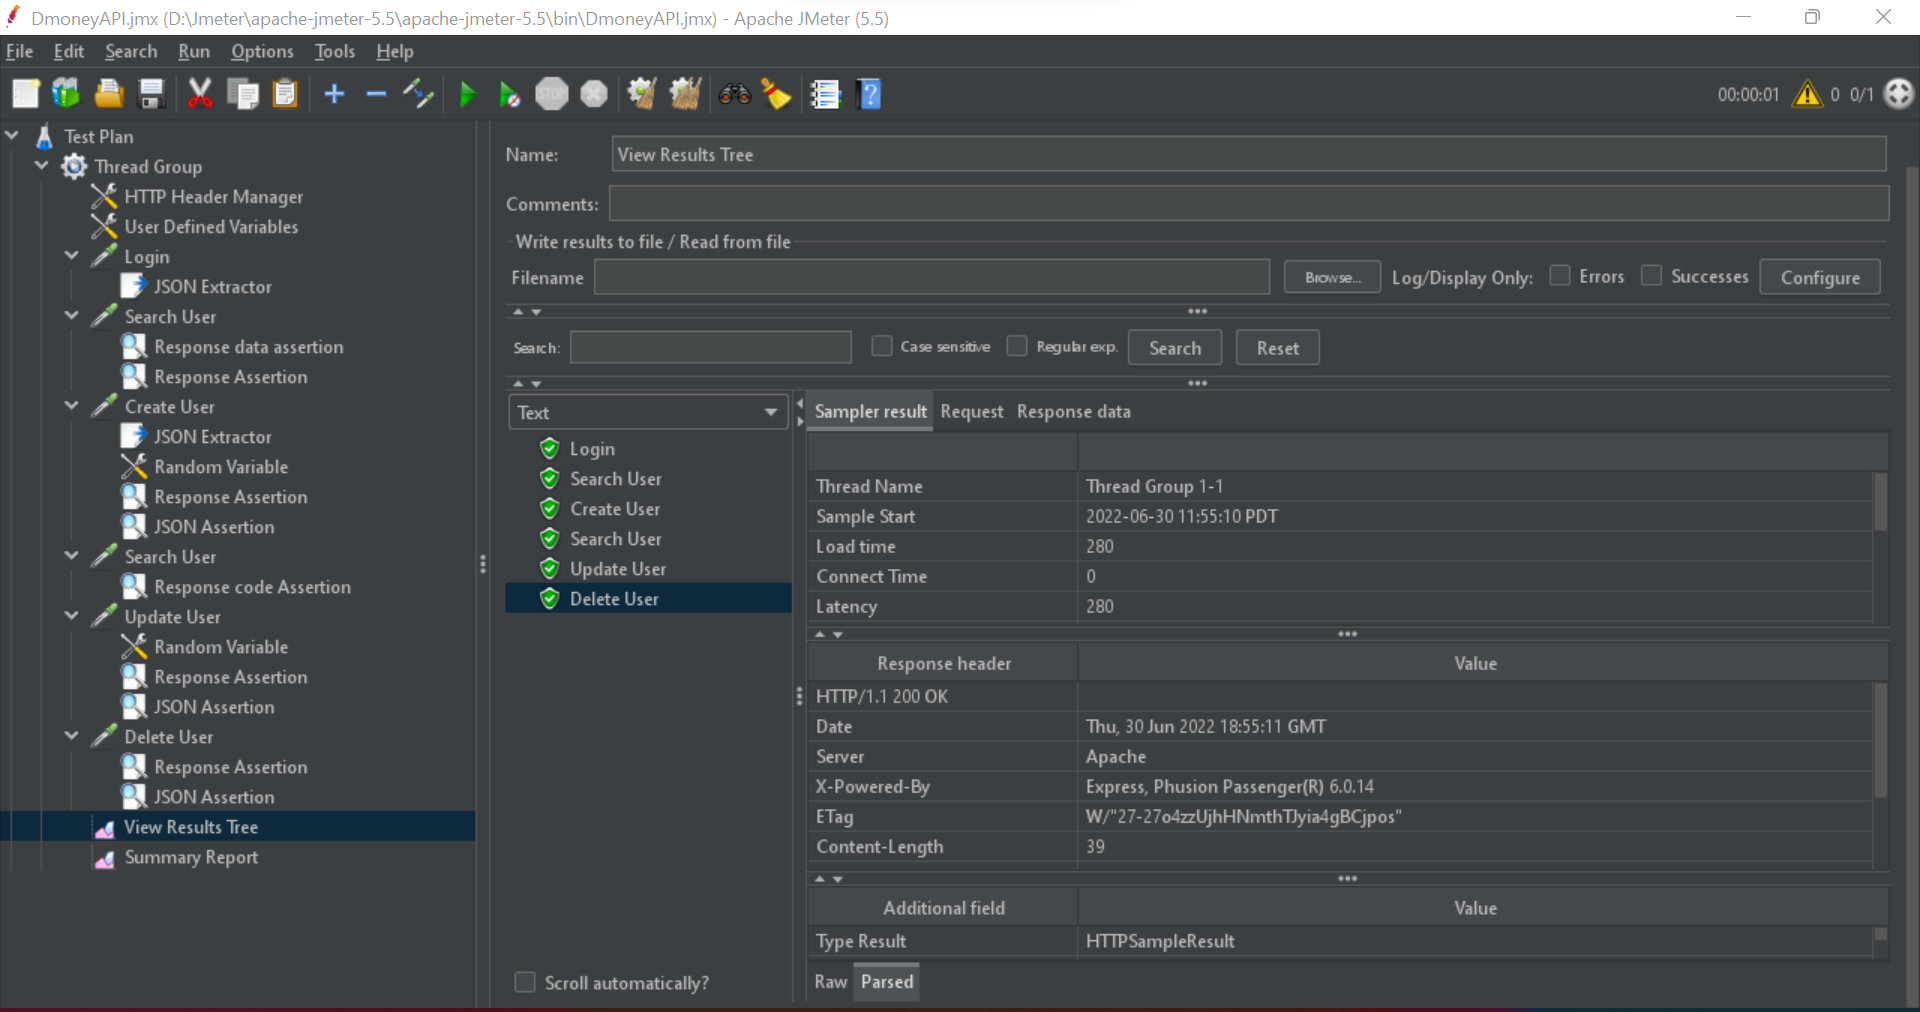 DmoneyAPI.jmx (D:\Jmeter\apache-jmeter-5.5\apache-jmeter-5.5\bin\DmoneyAPI.jmx) - Apache JMeter (5.5)
File Edit Search Run Options Tools Help
STOP
00:00:01 0 0/1
Test Plan
Thread Group
HTTP Header Manager
User Defined Variables
Login
JSON Extractor
Search User
Response data assertion
Response Assertion
Create User
JSON Extractor
Random Variable
Response Assertion
JSON Assertion
Search User
Response code Assertion
Update User
Random Variable
Response Assertion
JSON Assertion
Delete User
Response Assertion
JSON Assertion
View Results Tree
Summary Report
Name: View Results Tree
Comments:
Write results to file / Read from file
Filename Browse... Log/Display Only: Errors Successes Configure
Search: Case sensitive Regular exp. Search Reset
Text
Login
Search User
Create User
Search User
Update User
Delete User
Scroll automatically?
Sampler result Request Response data
Thread Name Thread Group 1-1
Sample Start 2022-06-30 11:55:10 PDT
Load time 280
Connect Time 0
Latency 280
Response header Value
HTTP/1.1 200 OK
Date Thu, 30 Jun 2022 18:55:11 GMT
Server Apache
X-Powered-By Express, Phusion Passenger(R) 6.0.14
ETag W/"27-27o4zzUjhHNmthTJyia4gBCjpos"
Content-Length 39
Additional field Value
Type Result HTTPSampleResult
Raw Parsed